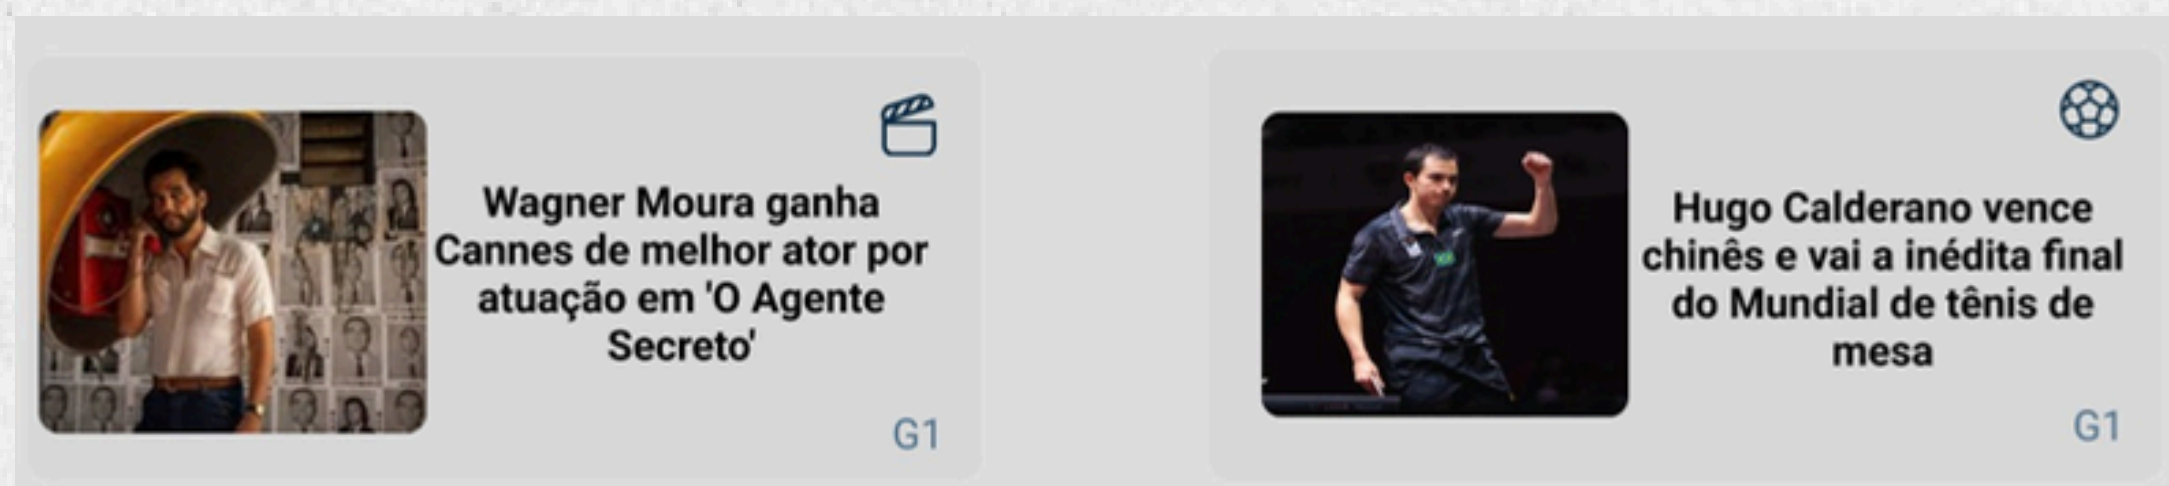 Wagner Moura ganha
Cannes de melhor ator por
atuação em 'O Agente
Secreto'
G1
Hugo Calderano vence
chinês e vai a inédita final
do Mundial de tênis de
mesa
G1